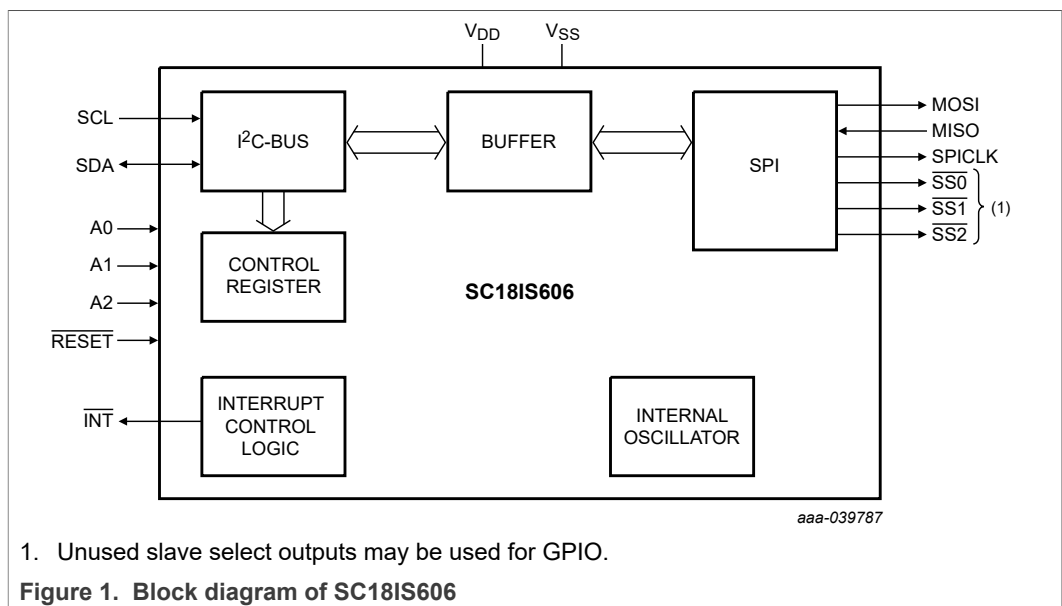 VDD
VSS
SCL
SDA
A0
A1
A2
RESET
INT
I2C-BUS
BUFFER
SPI
CONTROL
REGISTER
SC18IS606
INTERRUPT
CONTROL
LOGIC
INTERNAL
OSCILLATOR
MOSI
MISO
SPICLK
SS0
SS1
SS2
(1)
aaa-039787
1. Unused slave select outputs may be used for GPIO.
Figure 1. Block diagram of SC18IS606